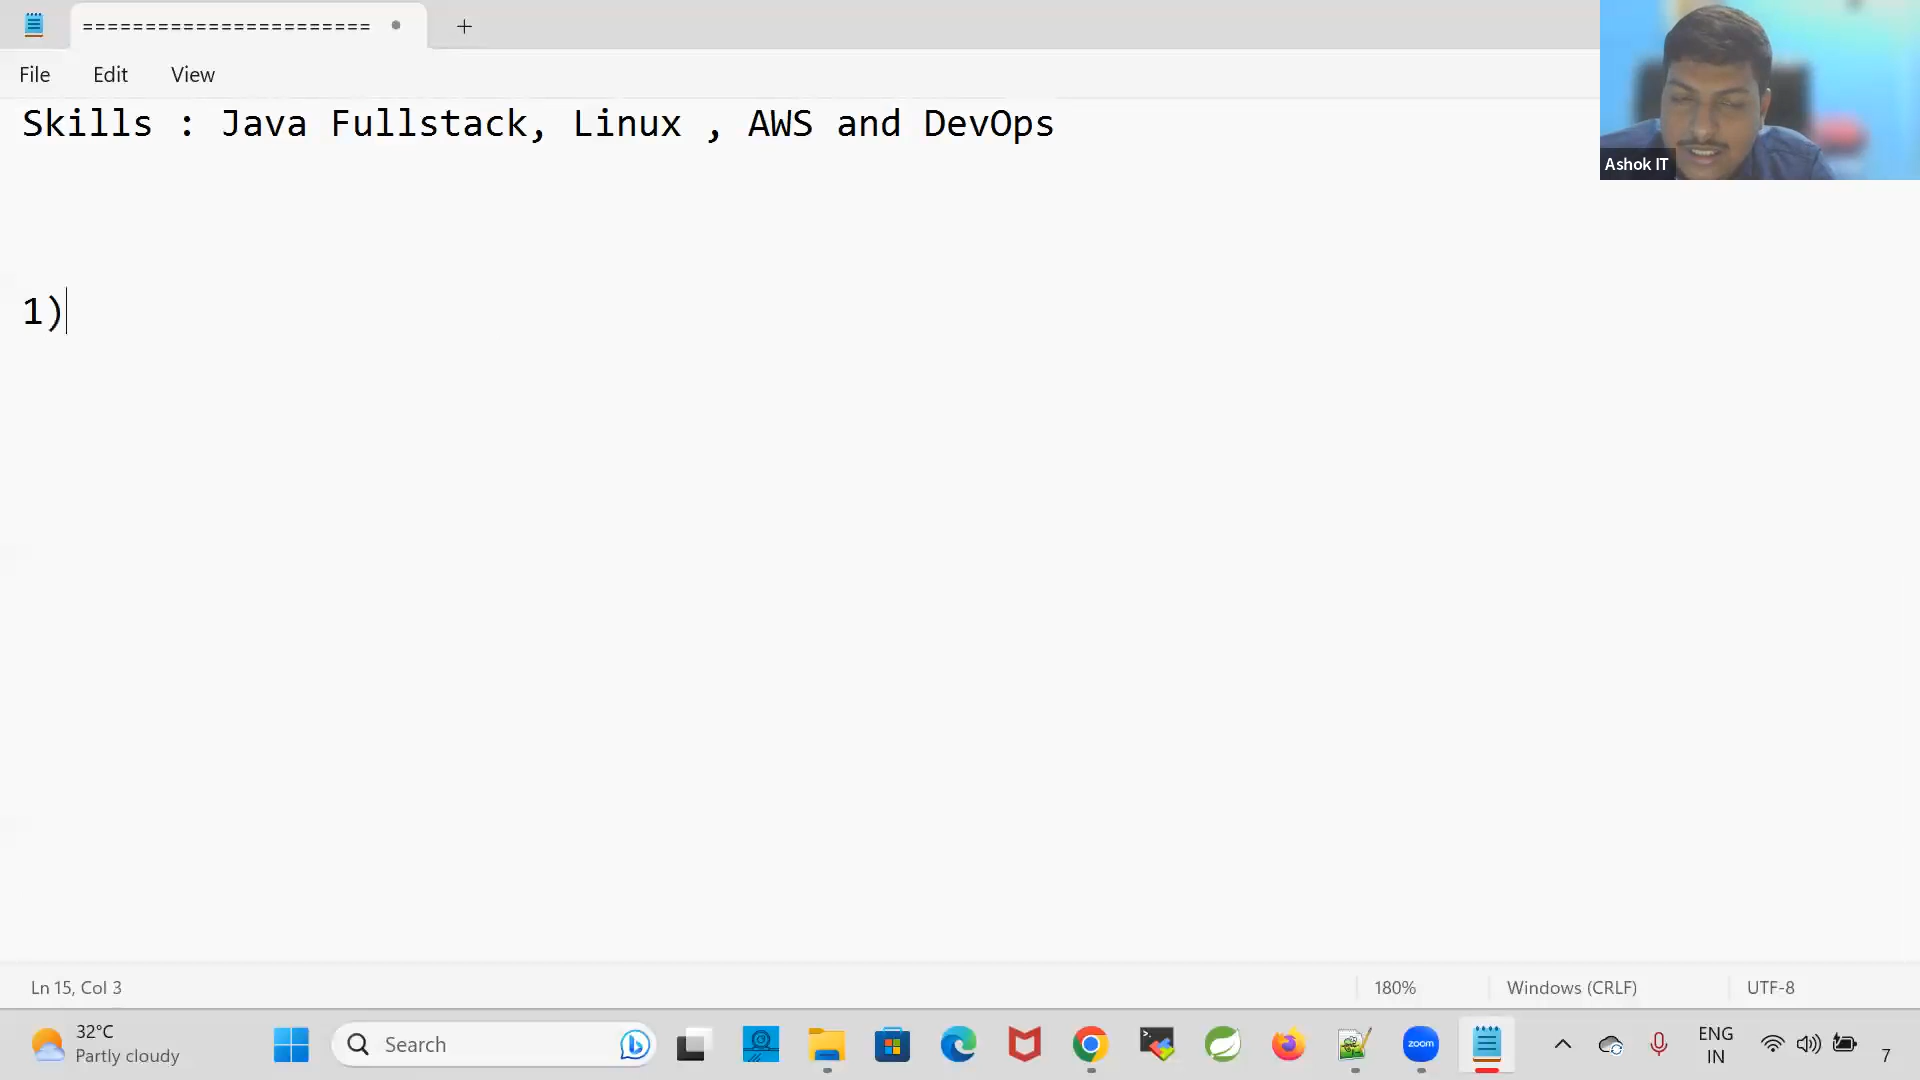 ======================= ● +
File Edit View
Skills : Java Fullstack, Linux , AWS and DevOps
1)
Ashok IT
Ln 15, Col 3 180% Windows (CRLF) UTF-8
32°C
Partly cloudy
Search
zoom
ENG
IN
7